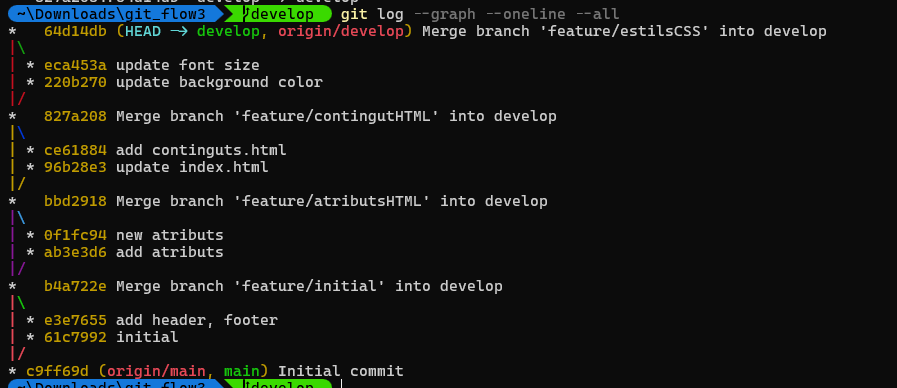 ~\Downloads\git_flow3 develop git log --graph --oneline --all
*   64d14db (HEAD -> develop, origin/develop) Merge branch 'feature/estilsCSS' into develop
|\
| * eca453a update font size
| * 220b270 update background color
|/
*   827a208 Merge branch 'feature/contingutHTML' into develop
|\
| * ce61884 add continguts.html
| * 96b28e3 update index.html
|/
*   bbd2918 Merge branch 'feature/atributsHTML' into develop
|\
| * 0f1fc94 new atributs
| * ab3e3d6 add atributs
|/
*   b4a722e Merge branch 'feature/initial' into develop
|\
| * e3e7655 add header, footer
| * 61c7992 initial
|/
* c9ff69d (origin/main, main) Initial commit
~\Downloads\git_flow3 develop